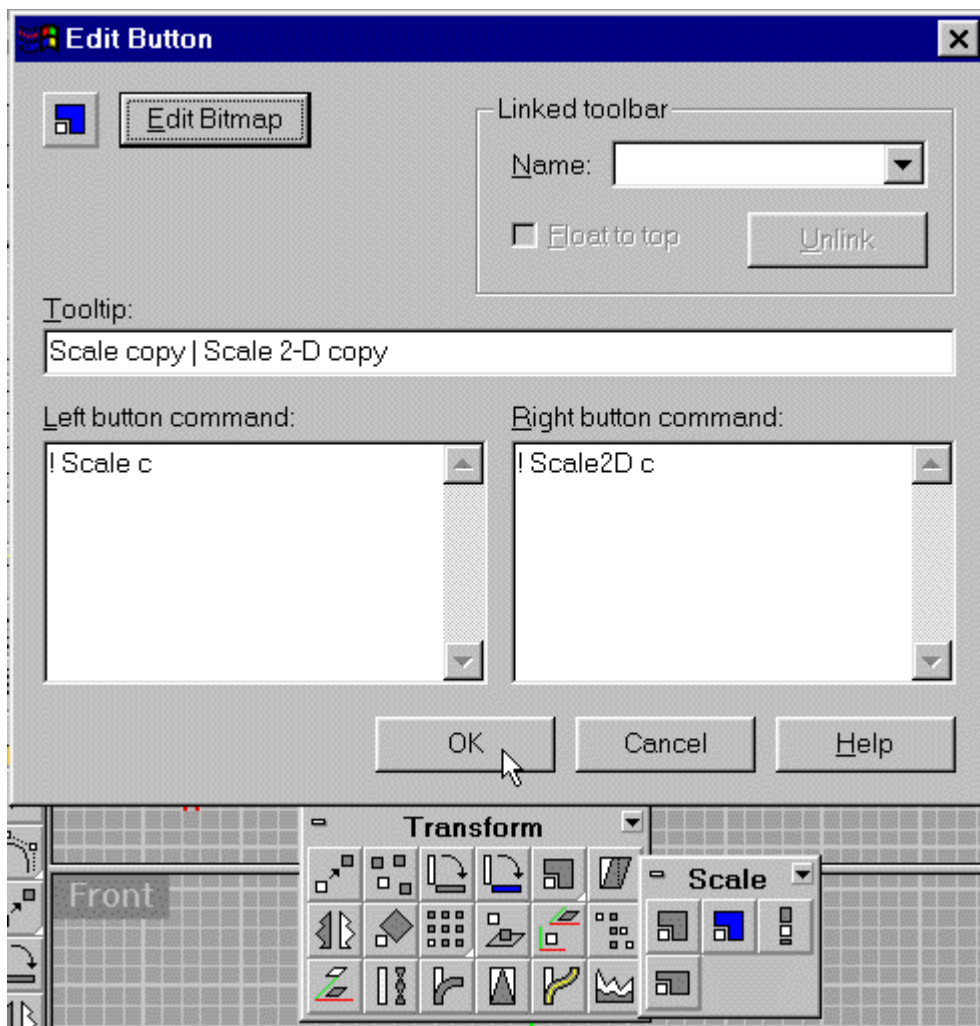 Edit Button
Edit Bitmap
Linked toolbar
Name:
Float to top
Unlink
Tooltip:
Scale copy | Scale 2-D copy
Left button command:
Right button command:
! Scale c
! Scale2D c
OK
Cancel
Help
Transform
Front
Scale